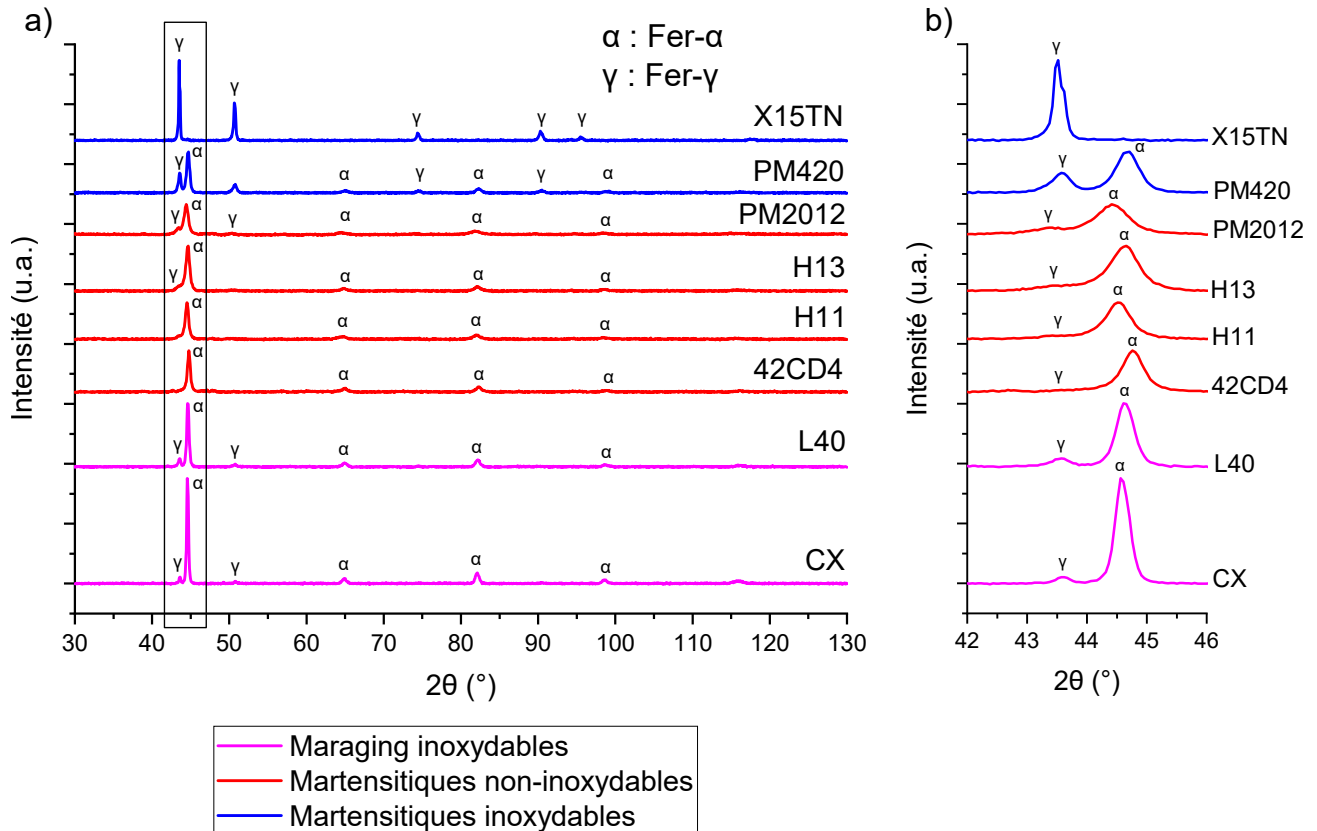 a)
α : Fer-α
γ : Fer-γ
γ
γ
γ
γ
γ
X15TN
γ
α
α
γ
α
γ
α
PM420
γ
α
γ
α
α
α
PM2012
γ
α
α
α
α
H13
α
α
α
α
H11
α
α
α
α
42CD4
γ
α
γ
α
α
α
L40
γ
α
γ
α
α
α
CX
Intensité (u.a.)
30 40 50 60 70 80 90 100 110 120 130
2θ (°)
b)
γ
X15TN
γ
α
PM420
γ
α
PM2012
γ
α
H13
γ
α
H11
γ
α
42CD4
γ
α
L40
γ
α
CX
Intensité (u.a.)
42 43 44 45 46
2θ (°)
Maraging inoxydables
Martensitiques non-inoxydables
Martensitiques inoxydables